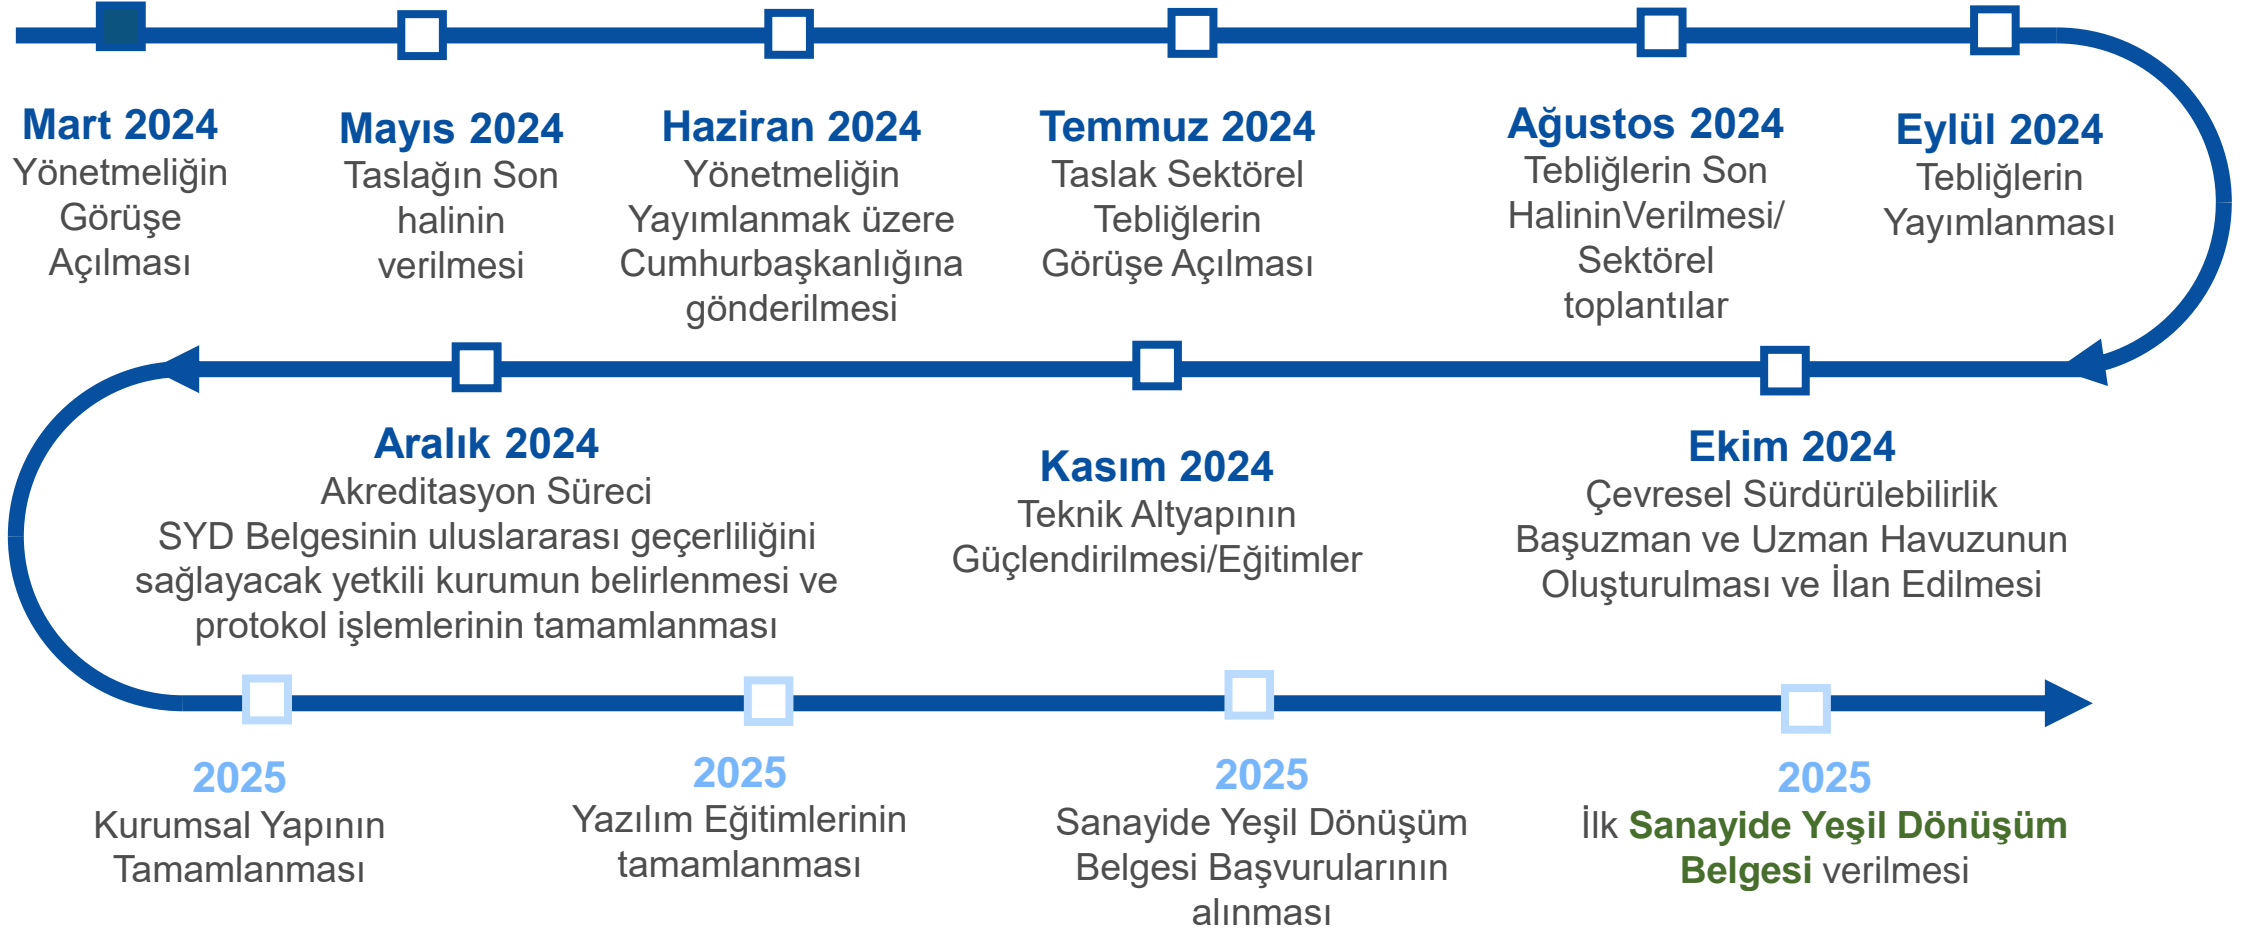 Mart 2024
Yönetmeliğin
Görüşe
Açılması
Mayıs 2024
Taslağın Son
halinin
verilmesi
Haziran 2024
Yönetmeliğin
Yayımlanmak üzere
Cumhurbaşkanlığına
gönderilmesi
Temmuz 2024
Taslak Sektörel
Tebliğlerin
Görüşe Açılması
Ağustos 2024
Tebliğlerin Son
HalininVerilmesi/
Sektörel
toplantılar
Eylül 2024
Tebliğlerin
Yayımlanması
Ekim 2024
Çevresel Sürdürülebilirlik
Başuzman ve Uzman Havuzunun
Oluşturulması ve İlan Edilmesi
Kasım 2024
Teknik Altyapının
Güçlendirilmesi/Eğitimler
Aralık 2024
Akreditasyon Süreci
SYD Belgesinin uluslararası geçerliliğini
sağlayacak yetkili kurumun belirlenmesi ve
protokol işlemlerinin tamamlanması
2025
Kurumsal Yapının
Tamamlanması
2025
Yazılım Eğitimlerinin
tamamlanması
2025
Sanayide Yeşil Dönüşüm
Belgesi Başvurularının
alınması
2025
İlk Sanayide Yeşil Dönüşüm
Belgesi verilmesi